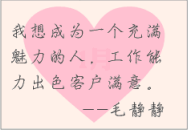 我想成为一个充满
魅力的人，工作能
力出色客户满意。
——毛静静